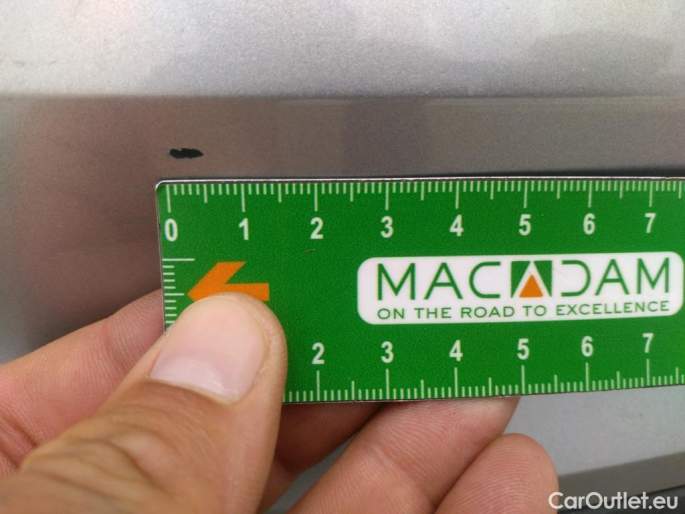 0 1 2 3 4 5 6 7
MACADAM
ON THE ROAD TO EXCELLENCE
2 3 4 5 6 7
CarOutlet.eu